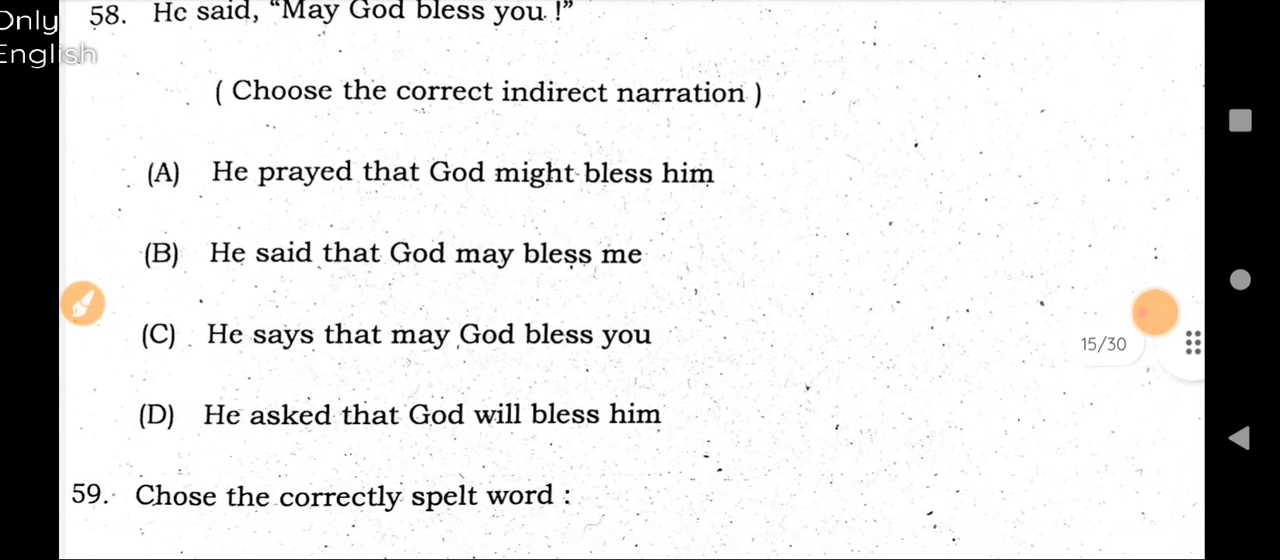 Only
English
58. He said, “May God bless you !”
( Choose the correct indirect narration )
(A) He prayed that God might bless him
(B) He said that God may bless me
(C) He says that may God bless you
(D) He asked that God will bless him
15/30
59. Chose the correctly spelt word :